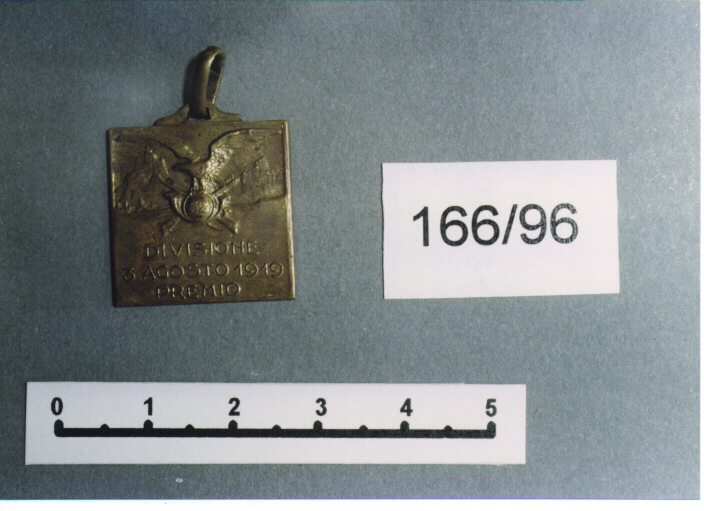 DIVISIONE
3 AGOSTO 1919
PREMIO
166/96
0 1 2 3 4 5